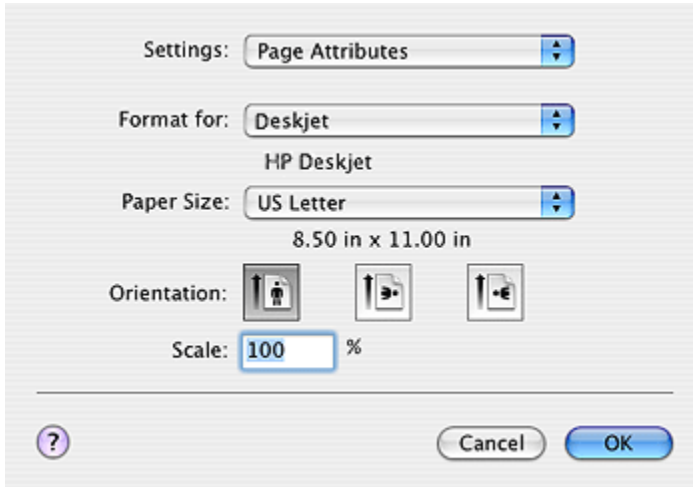 Settings: Page Attributes
Format for: Deskjet
HP Deskjet
Paper Size: US Letter
8.50 in x 11.00 in
Orientation:
Scale: 100 %
? Cancel OK